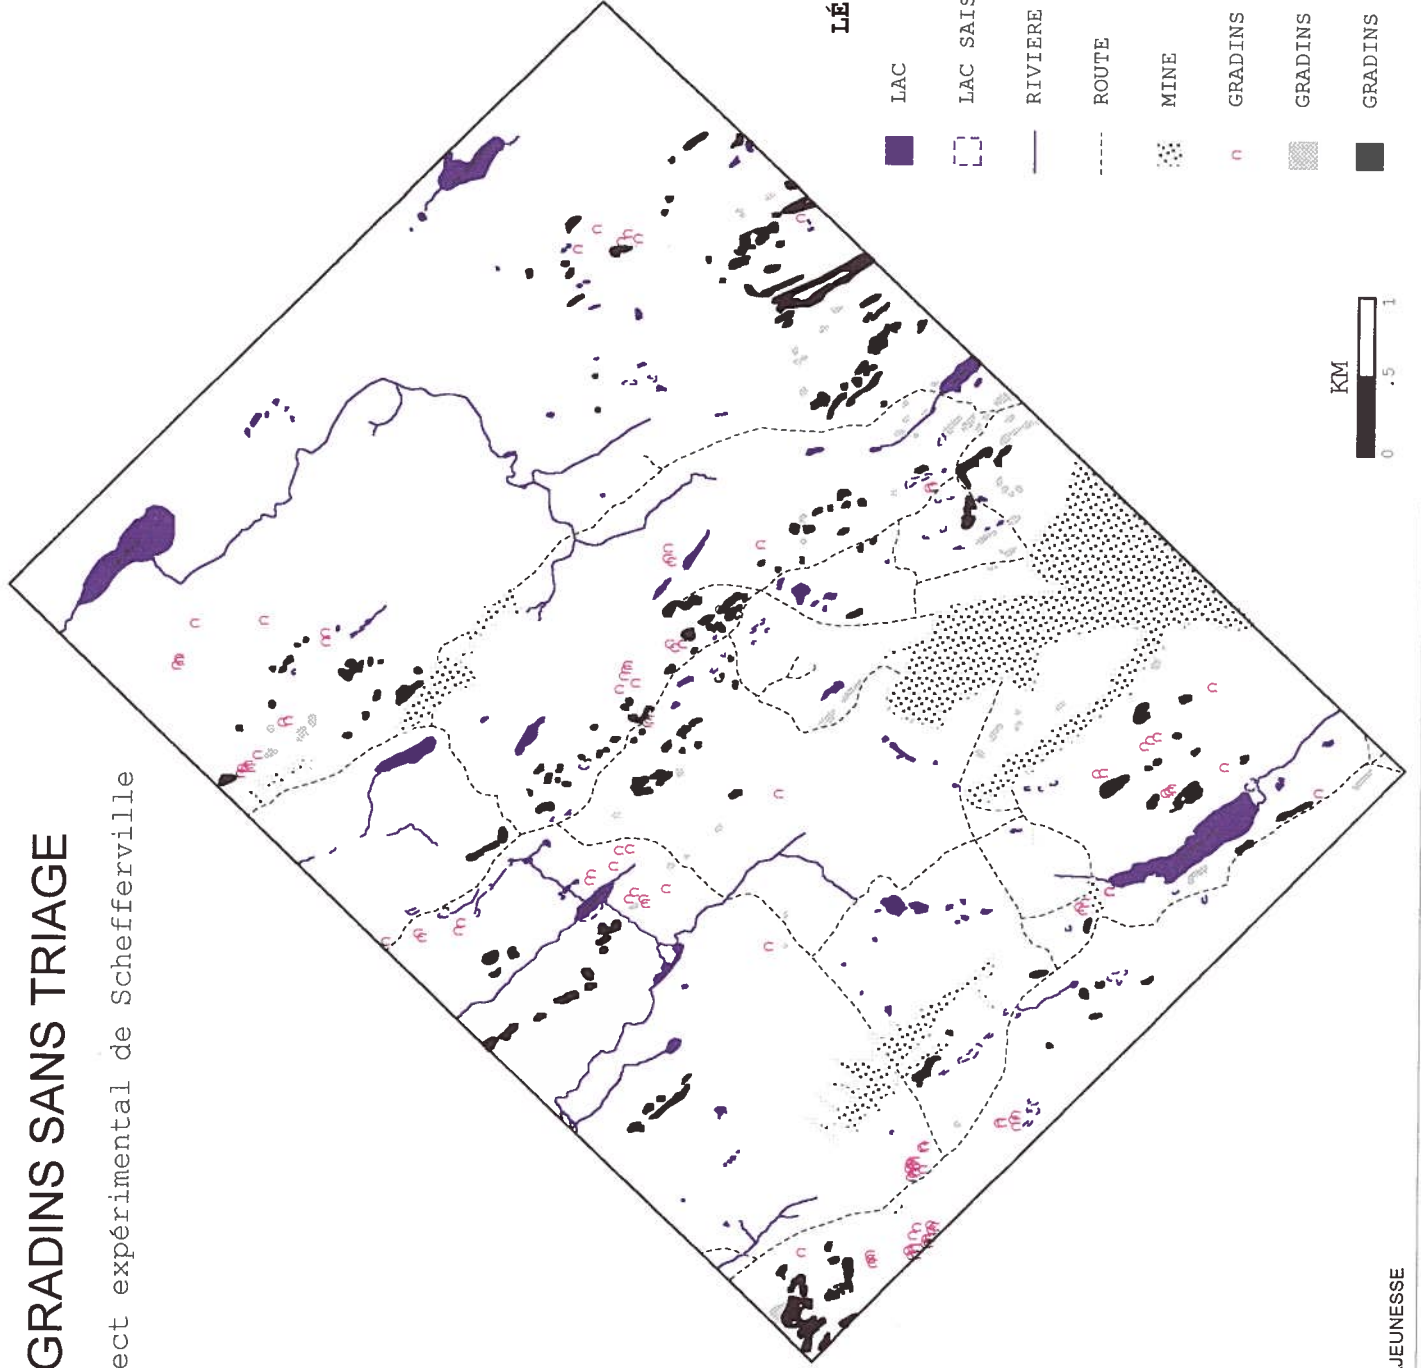 GRADINS SANS TRIAGE
ect expérimental de Schefferville
LÉ
LAC
LAC SAIS
RIVIERE
ROUTE
MINE
GRADINS
GRADINS
GRADINS
KM
0 .5 1
JEUNESSE